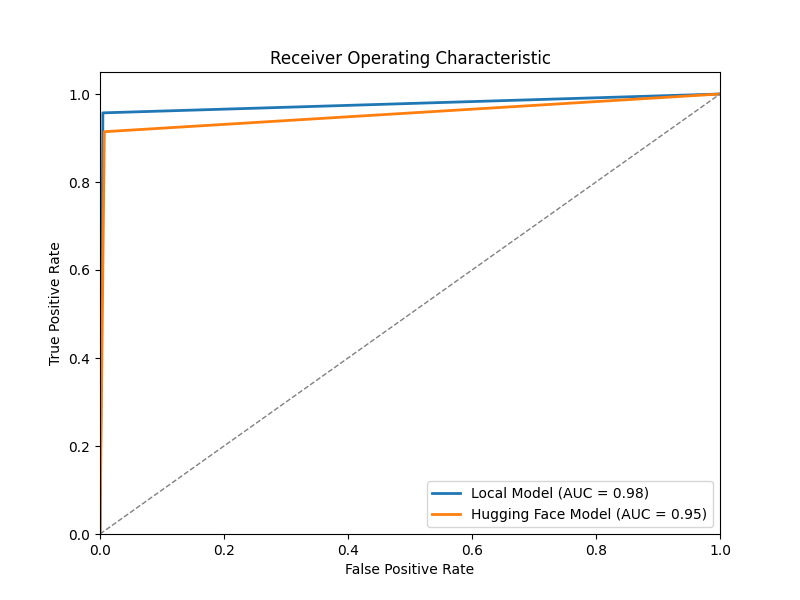 Receiver Operating Characteristic
True Positive Rate
1.0
0.8
0.6
0.4
0.2
0.0
Local Model (AUC = 0.98)
Hugging Face Model (AUC = 0.95)
0.0 0.2 0.4 0.6 0.8 1.0
False Positive Rate